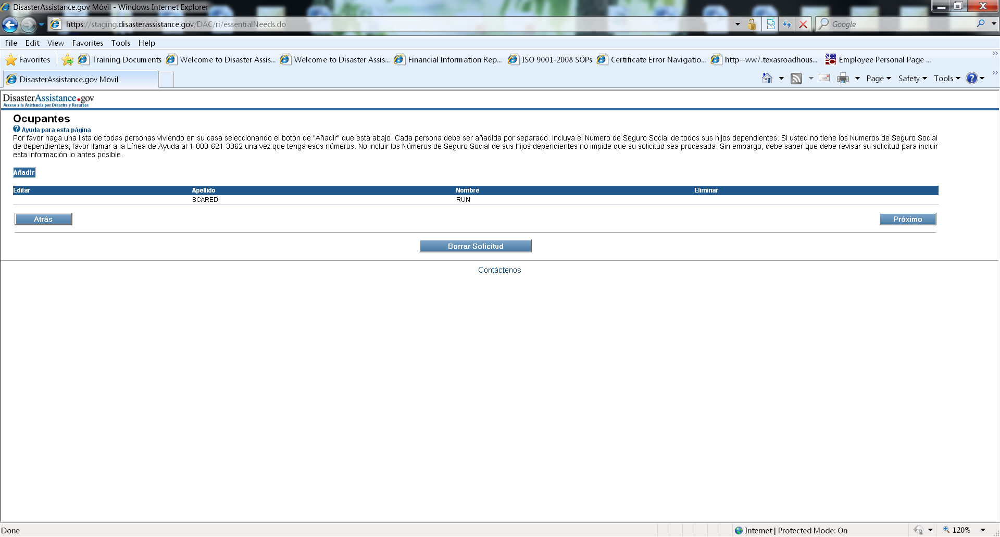 DisasterAssistance.gov Móvil - Windows Internet Explorer
https://staging.disasterassistance.gov/DAC/ri/essentialNeeds.do
Google
File Edit View Favorites Tools Help
Favorites Training Documents Welcome to Disaster Assis... Welcome to Disaster Assis... Financial Information Rep... ISO 9001-2008 SOPs Certificate Error Navigatio... http--ww7.texasroadhous... Employee Personal Page ...
DisasterAssistance.gov Móvil Page Safety Tools
DisasterAssistance.gov
Acceso a la Asistencia por Desastre y Recursos
Ocupantes
Ayuda para esta página
Por favor haga una lista de todas personas viviendo en su casa seleccionando el botón de "Añadir" que está abajo. Cada persona debe ser añadida por separado. Incluya el Número de Seguro Social de todos sus hijos dependientes. Si usted no tiene los Números de Seguro Social
de dependientes, favor llamar a la Línea de Ayuda al 1-800-621-3362 una vez que tenga esos números. No incluir los Números de Seguro Social de sus hijos dependientes no impide que su solicitud sea procesada. Sin embargo, debe saber que debe revisar su solicitud para incluir
esta información lo antes posible.
Añadir
Editar Apellido Nombre Eliminar
SCARED RUN
Atrás Próximo
Borrar Solicitud
Contáctenos
Done Internet | Protected Mode: On 120%